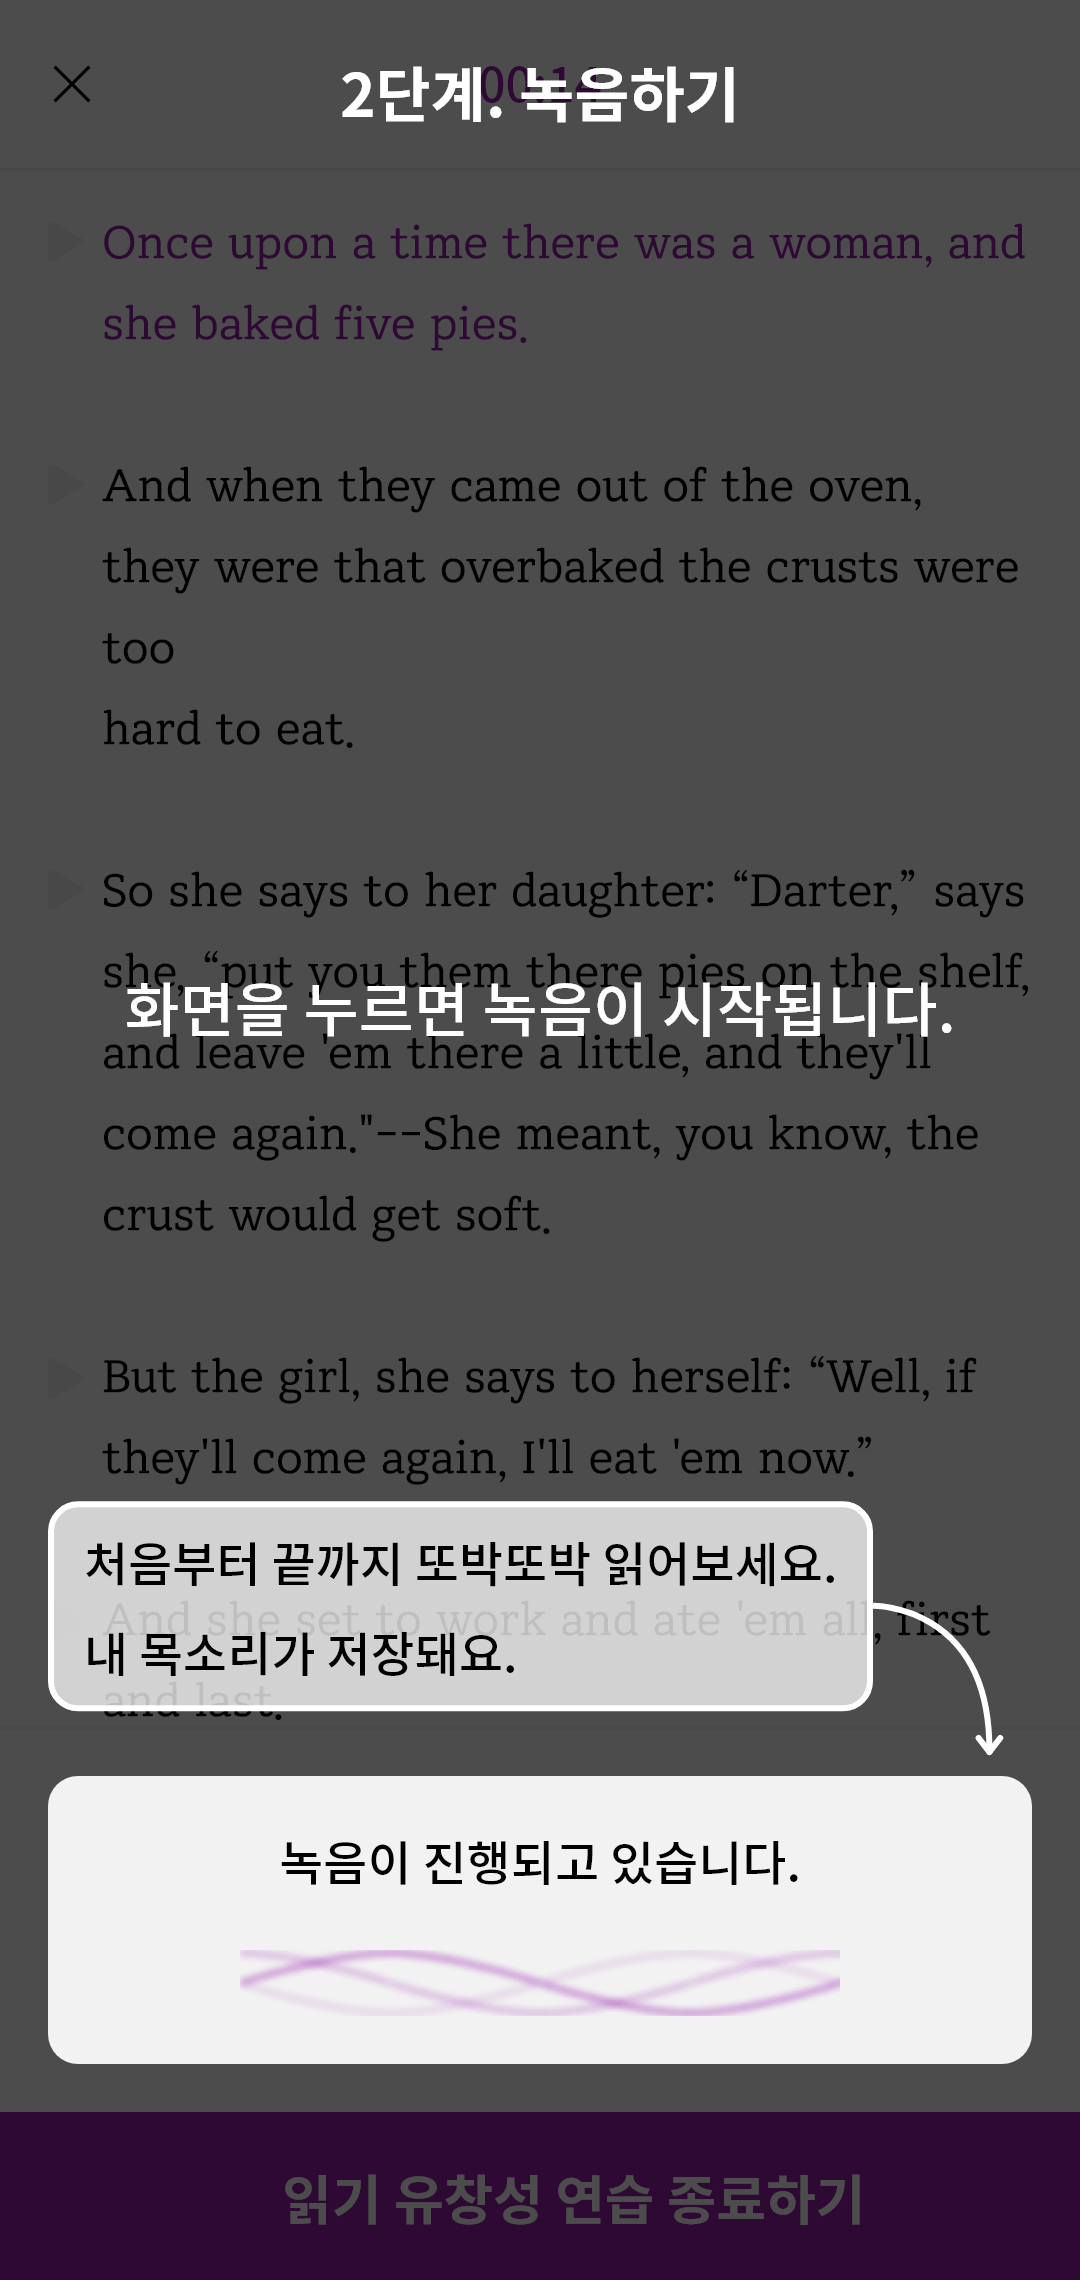 2단계. 녹음하기
00:14
Once upon a time there was a woman, and
she baked five pies.
And when they came out of the oven,
they were that overbaked the crusts were
too
hard to eat.
So she says to her daughter: “Darter,” says
she, “put you them there pies on the shelf,
화면을 누르면 녹음이 시작됩니다.
and leave 'em there a little, and they'll
come again."--She meant, you know, the
crust would get soft.
But the girl, she says to herself: “Well, if
they'll come again, I'll eat 'em now.”
처음부터 끝까지 또박또박 읽어보세요.
And she set to work and ate 'em all, first
내 목소리가 저장돼요.
and last.
녹음이 진행되고 있습니다.
읽기 유창성 연습 종료하기